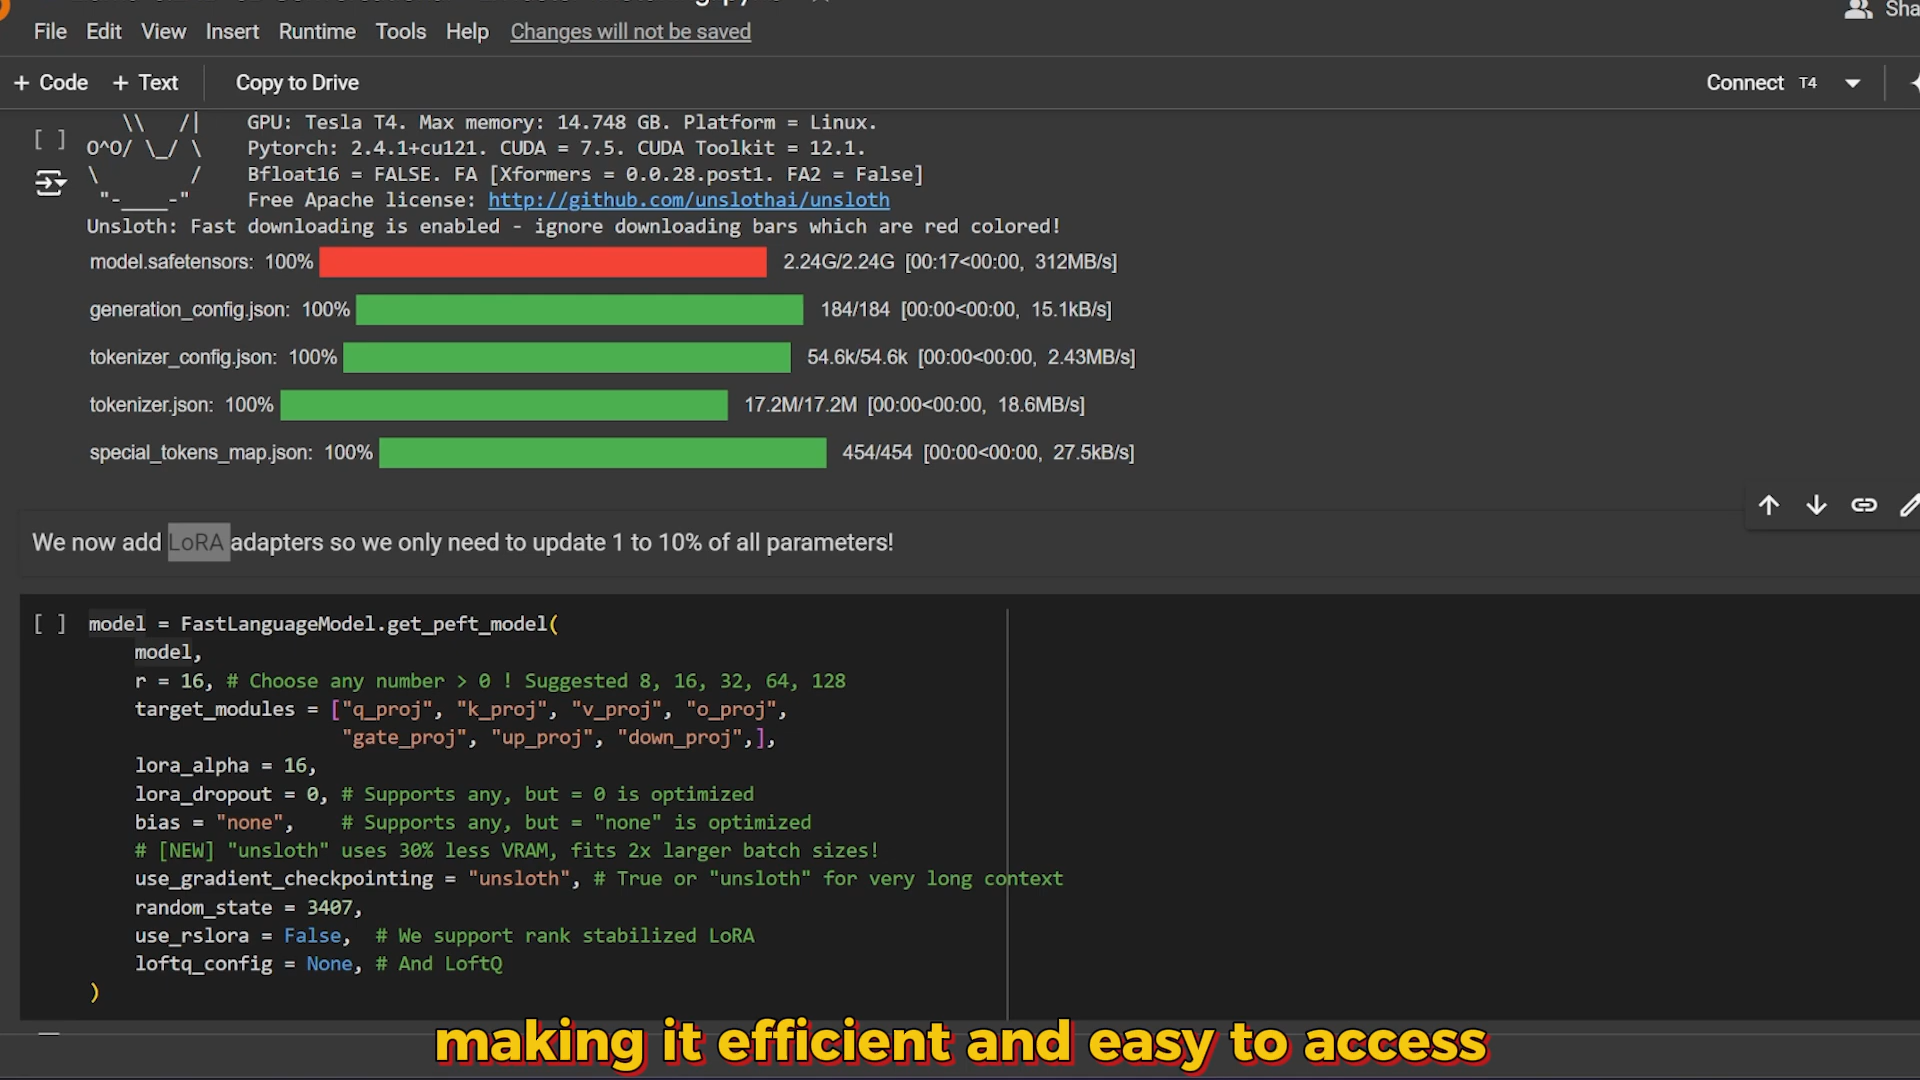 File Edit View Insert Runtime Tools Help Changes will not be saved
+ Code + Text Copy to Drive Connect T4
[ ] \\ /| GPU: Tesla T4. Max memory: 14.748 GB. Platform = Linux.
O^O/ \_/ \ Pytorch: 2.4.1+cu121. CUDA = 7.5. CUDA Toolkit = 12.1.
\ / Bfloat16 = FALSE. FA [Xformers = 0.0.28.post1. FA2 = False]
"-____-" Free Apache license: http://github.com/unslothai/unsloth
Unsloth: Fast downloading is enabled - ignore downloading bars which are red colored!
model.safetensors: 100% 2.24G/2.24G [00:17<00:00, 312MB/s]
generation_config.json: 100% 184/184 [00:00<00:00, 15.1kB/s]
tokenizer_config.json: 100% 54.6k/54.6k [00:00<00:00, 2.43MB/s]
tokenizer.json: 100% 17.2M/17.2M [00:00<00:00, 18.6MB/s]
special_tokens_map.json: 100% 454/454 [00:00<00:00, 27.5kB/s]
We now add LoRA adapters so we only need to update 1 to 10% of all parameters!
[ ] model = FastLanguageModel.get_peft_model(
model,
r = 16, # Choose any number > 0 ! Suggested 8, 16, 32, 64, 128
target_modules = ["q_proj", "k_proj", "v_proj", "o_proj",
"gate_proj", "up_proj", "down_proj",],
lora_alpha = 16,
lora_dropout = 0, # Supports any, but = 0 is optimized
bias = "none", # Supports any, but = "none" is optimized
# [NEW] "unsloth" uses 30% less VRAM, fits 2x larger batch sizes!
use_gradient_checkpointing = "unsloth", # True or "unsloth" for very long context
random_state = 3407,
use_rslora = False, # We support rank stabilized LoRA
loftq_config = None, # And LoftQ
)
making it efficient and easy to access